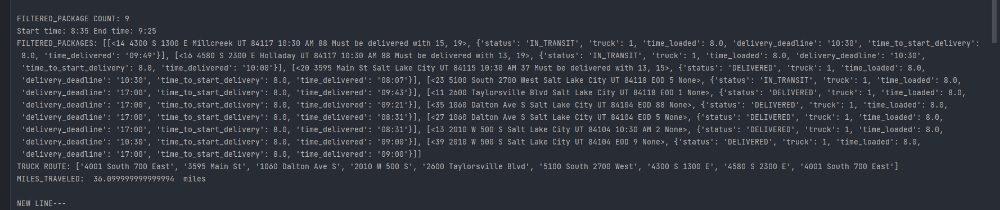 FILTERED_PACKAGE COUNT: 9
Start time: 8:35 End time: 9:25
FILTERED_PACKAGES: [[<14 4300 S 1300 E Millcreek UT 84117 10:30 AM 88 Must be delivered with 15, 19>, {'status': 'IN_TRANSIT', 'truck': 1, 'time_loaded': 8.0, 'delivery_deadline': '10:30', 'time_to_start_delivery':
8.0, 'time_delivered': '09:49'}], [<16 4580 S 2300 E Holladay UT 84117 10:30 AM 88 Must be delivered with 13, 19>, {'status': 'IN_TRANSIT', 'truck': 1, 'time_loaded': 8.0, 'delivery_deadline': '10:30',
'time_to_start_delivery': 8.0, 'time_delivered': '10:00'}], [<20 3595 Main St Salt Lake City UT 84115 10:30 AM 37 Must be delivered with 13, 15>, {'status': 'DELIVERED', 'truck': 1, 'time_loaded': 8.0,
'delivery_deadline': '10:30', 'time_to_start_delivery': 8.0, 'time_delivered': '08:07'}], [<23 5100 South 2700 West Salt Lake City UT 84118 EOD 5 None>, {'status': 'IN_TRANSIT', 'truck': 1, 'time_loaded': 8.0,
'delivery_deadline': '17:00', 'time_to_start_delivery': 8.0, 'time_delivered': '09:43'}], [<11 2600 Taylorsville Blvd Salt Lake City UT 84118 EOD 1 None>, {'status': 'DELIVERED', 'truck': 1, 'time_loaded': 8.0,
'delivery_deadline': '17:00', 'time_to_start_delivery': 8.0, 'time_delivered': '09:21'}], [<35 1060 Dalton Ave S Salt Lake City UT 84104 EOD 88 None>, {'status': 'DELIVERED', 'truck': 1, 'time_loaded': 8.0,
'delivery_deadline': '17:00', 'time_to_start_delivery': 8.0, 'time_delivered': '08:31'}], [<27 1060 Dalton Ave S Salt Lake City UT 84104 EOD 5 None>, {'status': 'DELIVERED', 'truck': 1, 'time_loaded': 8.0,
'delivery_deadline': '17:00', 'time_to_start_delivery': 8.0, 'time_delivered': '08:31'}], [<13 2010 W 500 S Salt Lake City UT 84104 10:30 AM 2 None>, {'status': 'DELIVERED', 'truck': 1, 'time_loaded': 8.0,
'delivery_deadline': '10:30', 'time_to_start_delivery': 8.0, 'time_delivered': '09:00'}], [<39 2010 W 500 S Salt Lake City UT 84104 EOD 9 None>, {'status': 'DELIVERED', 'truck': 1, 'time_loaded': 8.0,
'delivery_deadline': '17:00', 'time_to_start_delivery': 8.0, 'time_delivered': '09:00'}]]
TRUCK ROUTE: ['4001 South 700 East', '3595 Main St', '1060 Dalton Ave S', '2010 W 500 S', '2600 Taylorsville Blvd', '5100 South 2700 West', '4300 S 1300 E', '4580 S 2300 E', '4001 South 700 East']
MILES_TRAVELED:  36.099999999999994  miles
NEW LINE---